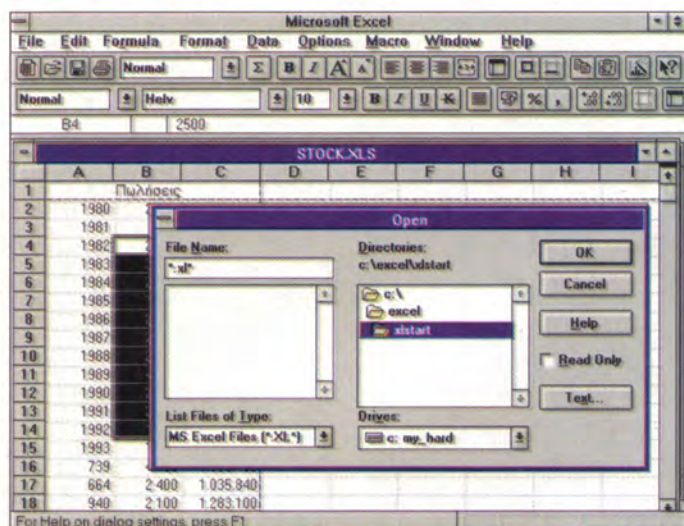 Microsoft Excel
File Edit Formula Format Data Options Macro Window Help
Normal Σ B I A A
Normal Helv 10 B I U K % ,
B4 2500
STOCK.XLS
A B C D E F G H I
1 Πωλήσεις
2 1980
3 1981
4 1982
5 1983
6 1984
7 1985
8 1986
9 1987
10 1988
11 1989
12 1990
13 1991
14 1992
15 1993
16 739
17 664 2.400 1.035.840
18 940 2.100 1.283.100
Open
File Name:
*.xl*
List Files of Type:
MS Excel Files (*.XL*)
Directories:
c:\excel\xlstart
c:\
excel
xlstart
Drives:
c: my_hard
OK
Cancel
Help
Read Only
Text...
For Help on dialog settings, press F1